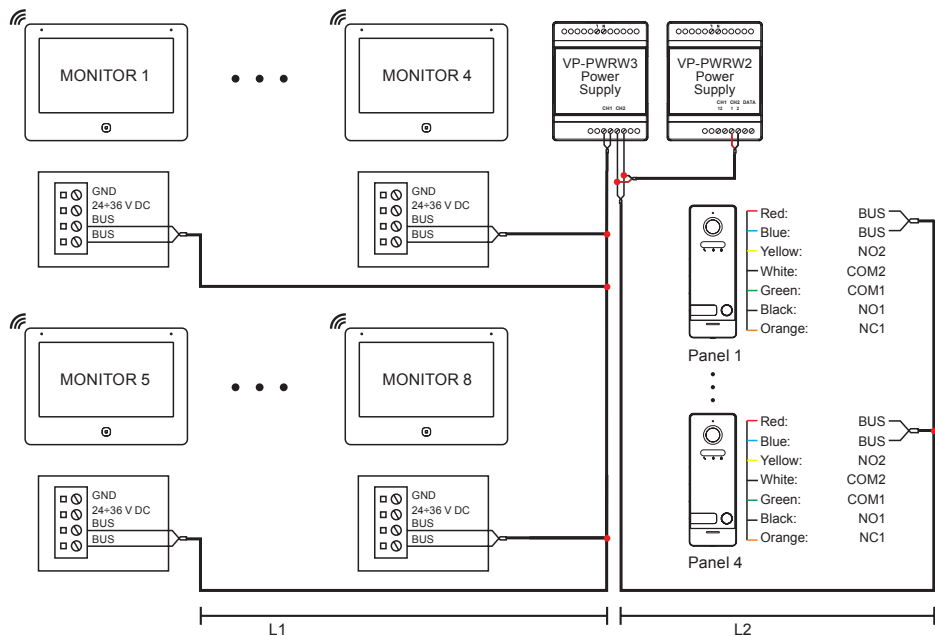 MONITOR 1
MONITOR 4
L N
VP-PWRW3
Power
Supply
CH1 CH2
L N
VP-PWRW2
Power
Supply
CH1 CH2 DATA
12 1 2
GND
24÷36 V DC
BUS
BUS
GND
24÷36 V DC
BUS
BUS
Red: BUS
Blue: BUS
Yellow: NO2
White: COM2
Green: COM1
Black: NO1
Orange: NC1
Panel 1
MONITOR 5
MONITOR 8
Red: BUS
Blue: BUS
Yellow: NO2
White: COM2
Green: COM1
Black: NO1
Orange: NC1
Panel 4
GND
24÷36 V DC
BUS
BUS
GND
24÷36 V DC
BUS
BUS
L1
L2